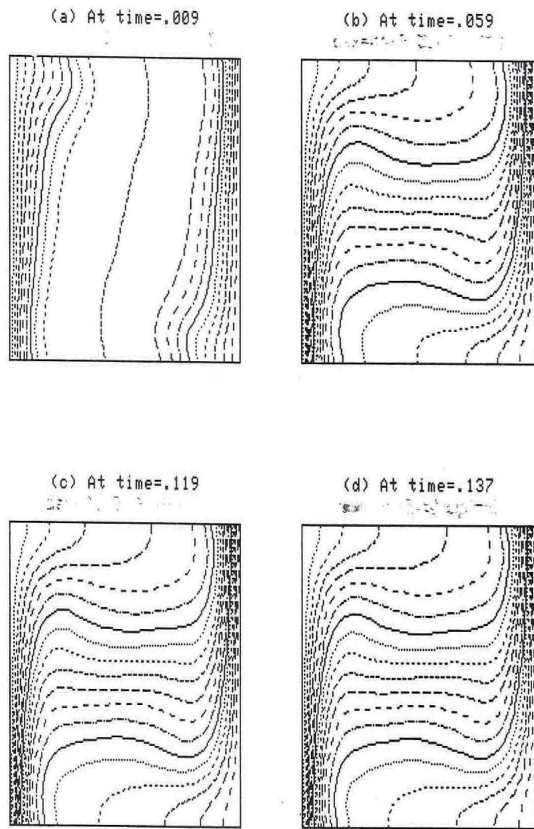 (a) At time=.009
(b) At time=.059
(c) At time=.119
(d) At time=.137